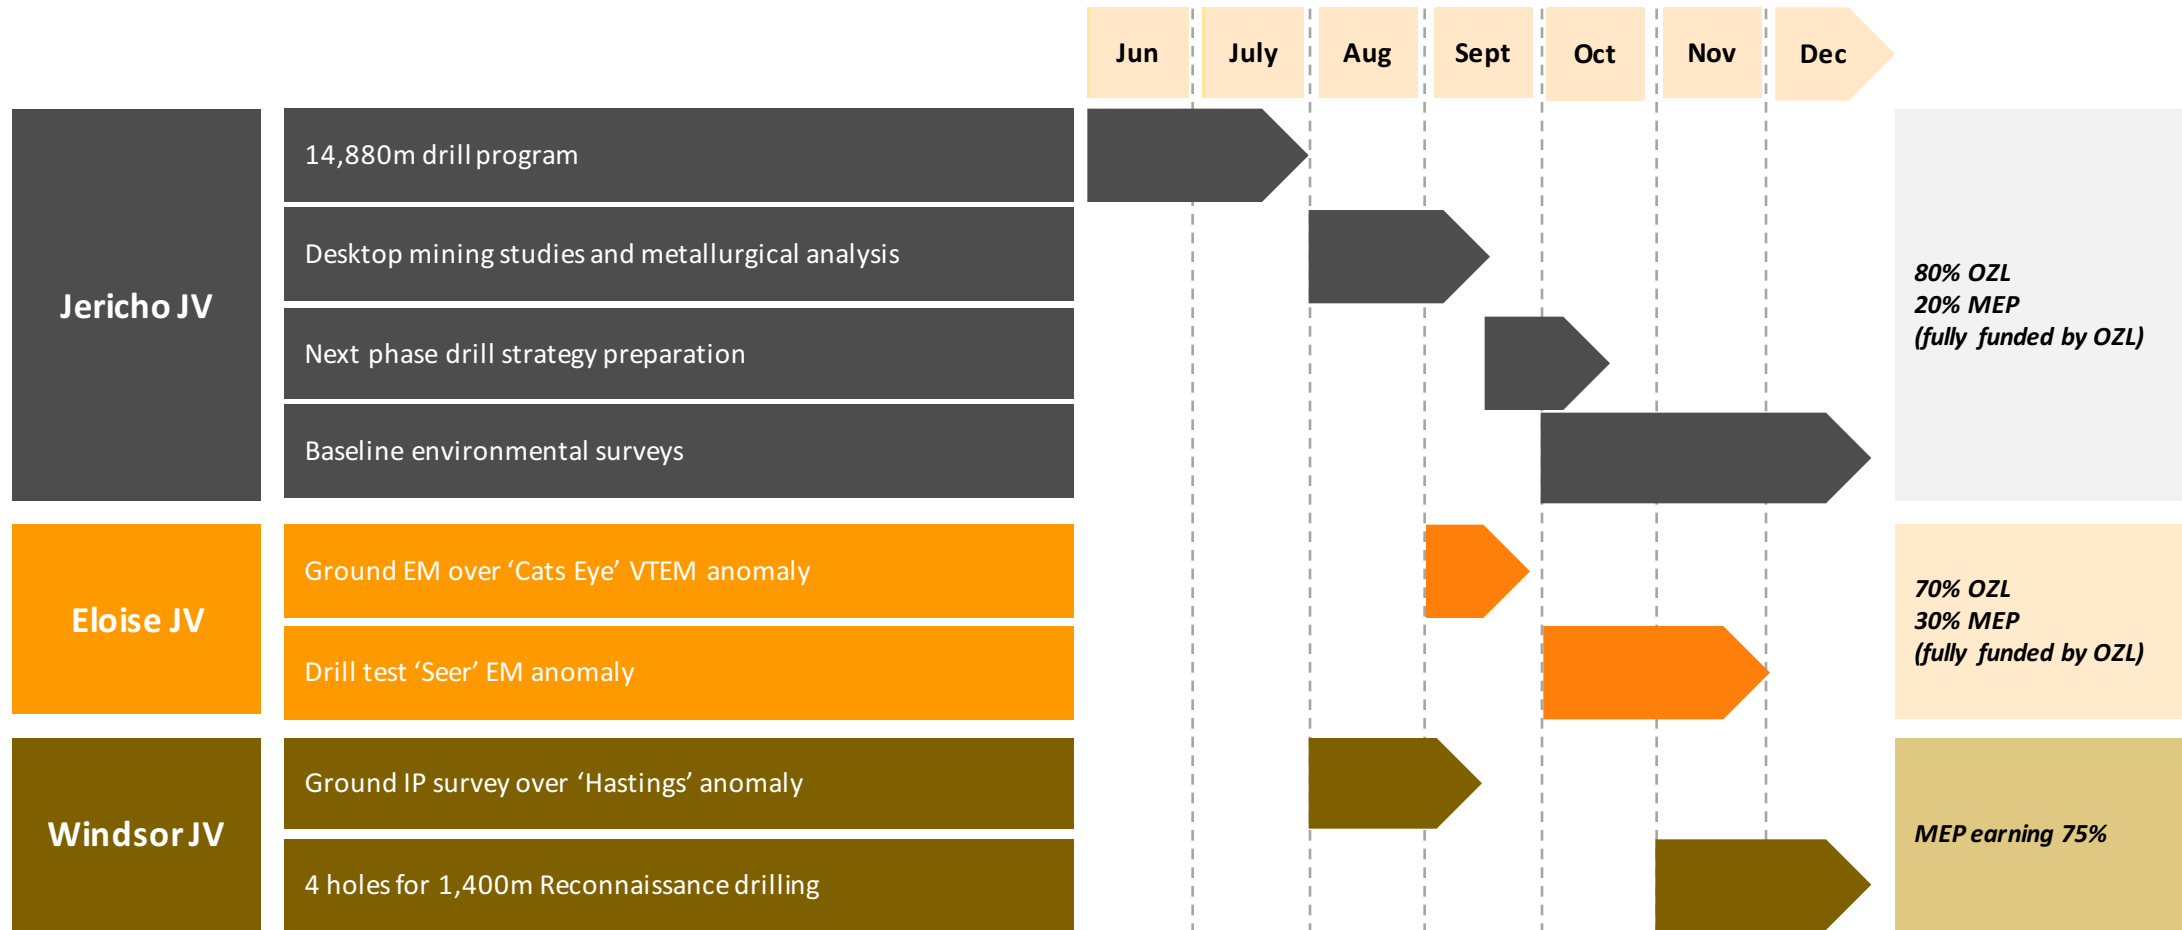 Jun
July
Aug
Sept
Oct
Nov
Dec
Jericho JV
14,880m drill program
Desktop mining studies and metallurgical analysis
Next phase drill strategy preparation
Baseline environmental surveys
80% OZL
20% MEP
(fully funded by OZL)
Eloise JV
Ground EM over ‘Cats Eye’ VTEM anomaly
Drill test ‘Seer’ EM anomaly
70% OZL
30% MEP
(fully funded by OZL)
Windsor JV
Ground IP survey over ‘Hastings’ anomaly
4 holes for 1,400m Reconnaissance drilling
MEP earning 75%